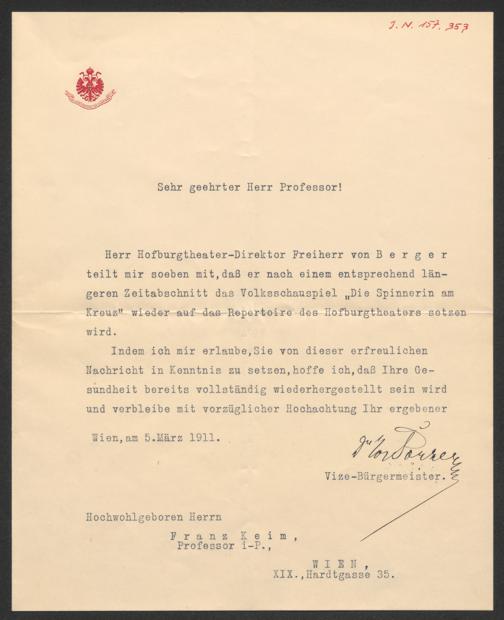 J. N. 157.353
Sehr geehrter Herr Professor!
Herr Hofburgtheater-Direktor Freiherr von B e r g e r
teilt mir soeben mit,daß er nach einem entsprechend län-
geren Zeitabschnitt das Volksschauspiel „Die Spinnerin am
Kreuz" wieder auf das Repertoire des Hofburgtheaters setzen
wird.
Indem ich mir erlaube,Sie von dieser erfreulichen
Nachricht in Kenntnis zu setzen,hoffe ich,daß Ihre Ge-
sundheit bereits vollständig wiederhergestellt sein wird
und verbleibe mit vorzüglicher Hochachtung Ihr ergebener
Wien,am 5.März 1911.
Dr Jos Porzer
Vize-Bürgermeister.
Hochwohlgeboren Herrn
F r a n z K e i m ,
Professor i-P.,
W I E N ,
XIX.,Hardtgasse 35.